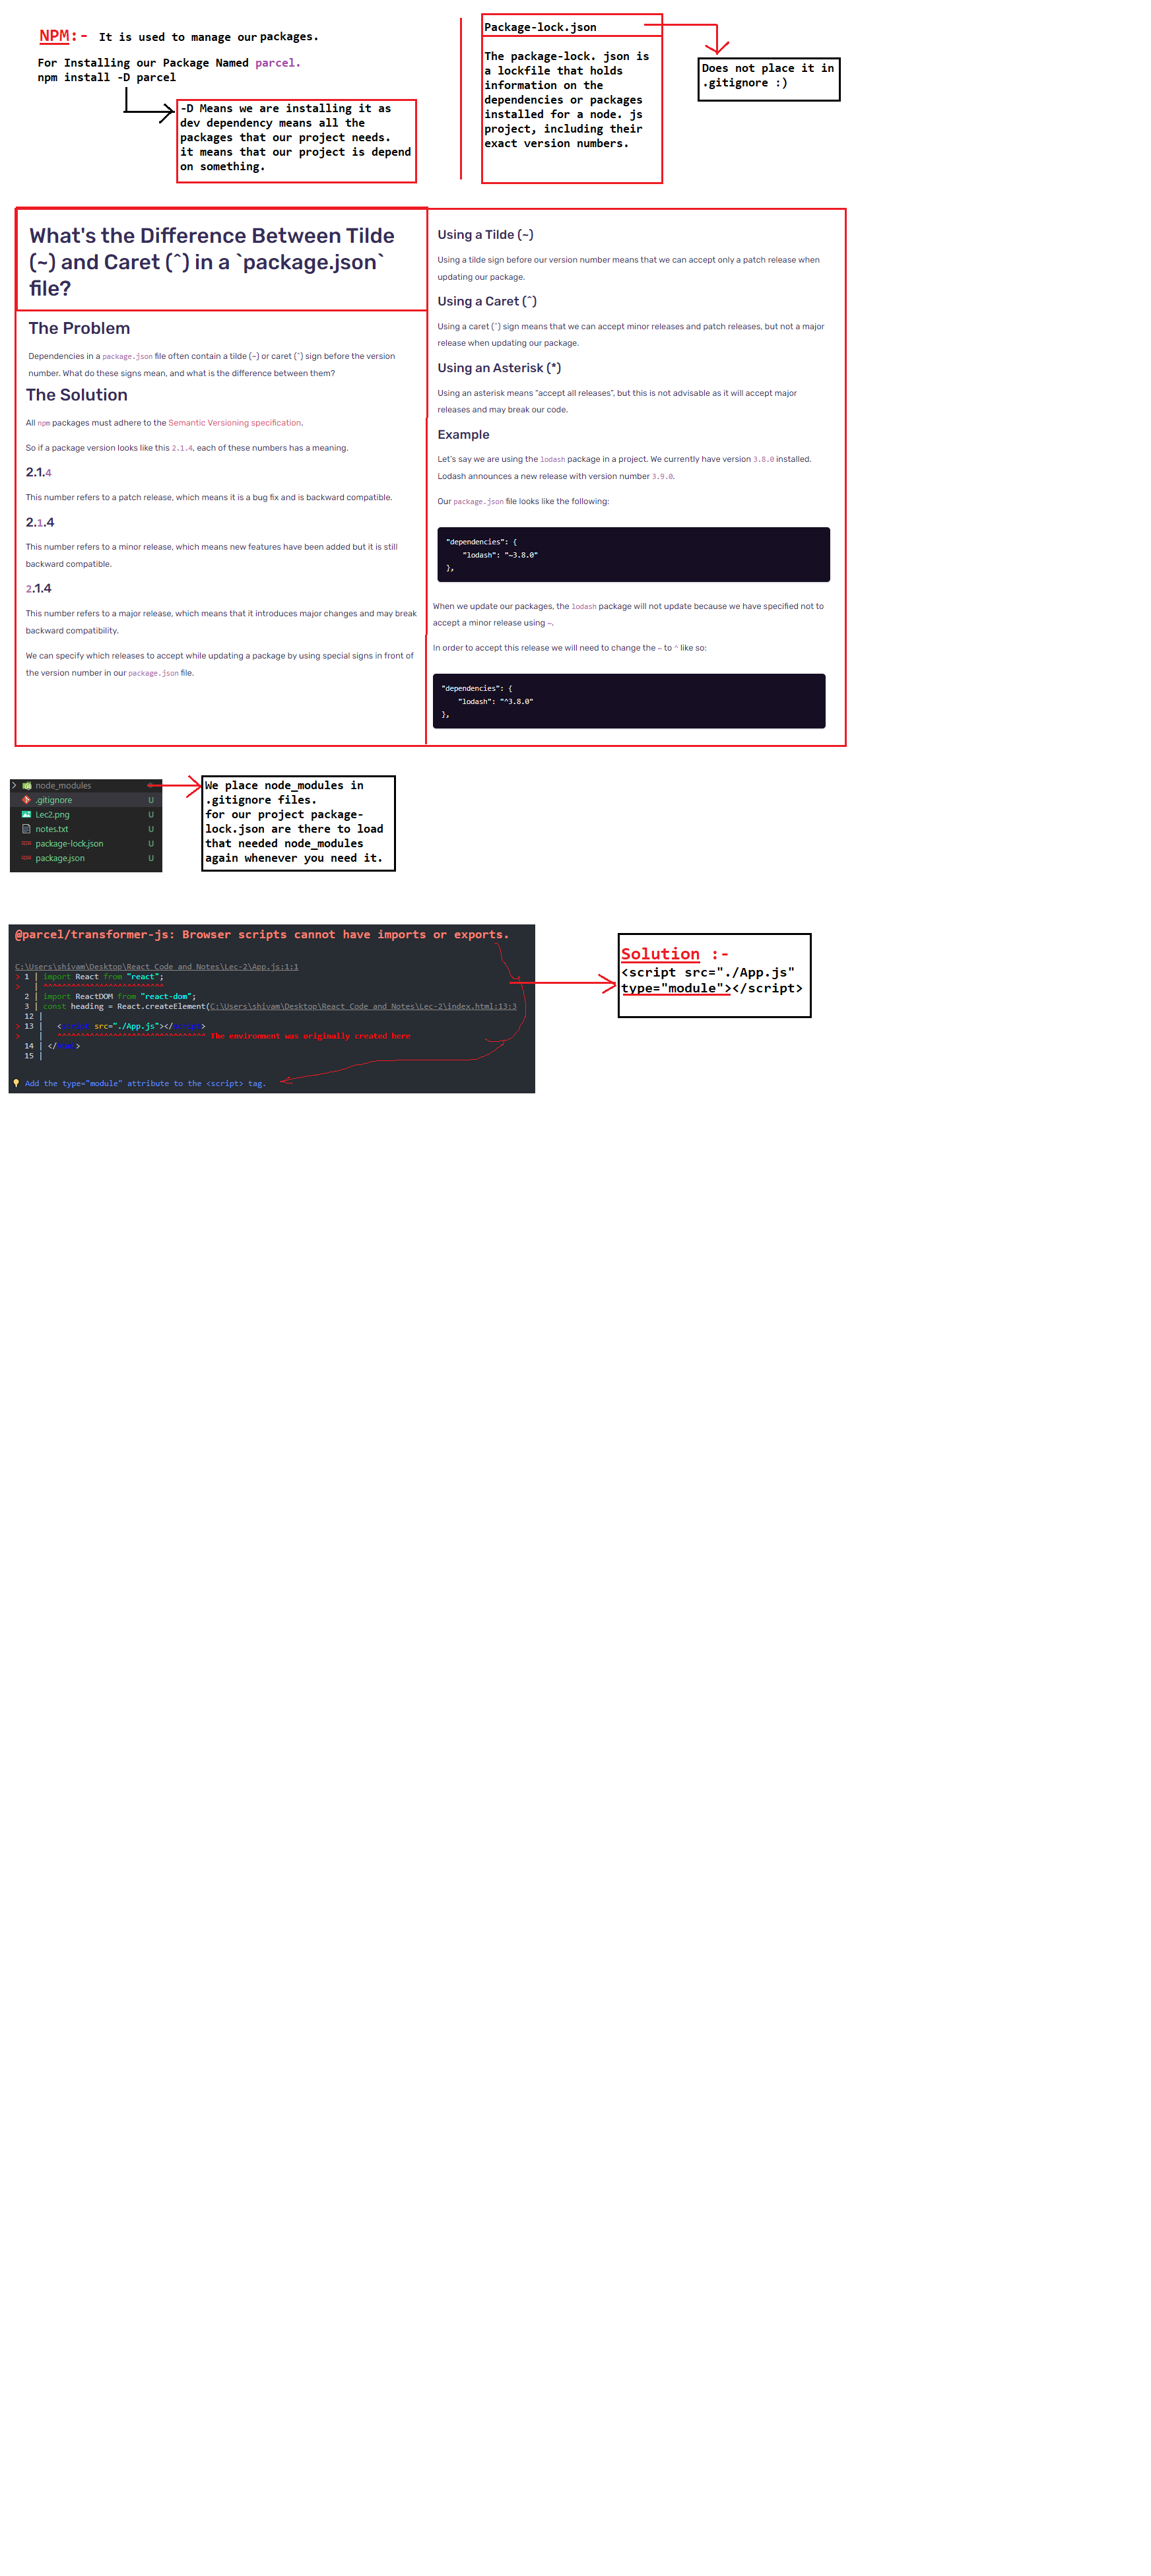 NPM:- It is used to manage our packages.
For Installing our Package Named parcel.
npm install -D parcel
-D Means we are installing it as
dev dependency means all the
packages that our project needs.
it means that our project is depend
on something.
Package-lock.json
The package-lock. json is
a lockfile that holds
information on the
dependencies or packages
installed for a node. js
project, including their
exact version numbers.
Does not place it in
.gitignore :)
What's the Difference Between Tilde
(~) and Caret (^) in a `package.json`
file?
The Problem
Dependencies in a package.json file often contain a tilde (~) or caret (^) sign before the version
number. What do these signs mean, and what is the difference between them?
The Solution
All npm packages must adhere to the Semantic Versioning specification.
So if a package version looks like this 2.1.4, each of these numbers has a meaning.
2.1.4
This number refers to a patch release, which means it is a bug fix and is backward compatible.
2.1.4
This number refers to a minor release, which means new features have been added but it is still
backward compatible.
2.1.4
This number refers to a major release, which means that it introduces major changes and may break
backward compatibility.
We can specify which releases to accept while updating a package by using special signs in front of
the version number in our package.json file.
Using a Tilde (~)
Using a tilde sign before our version number means that we can accept only a patch release when
updating our package.
Using a Caret (^)
Using a caret (^) sign means that we can accept minor releases and patch releases, but not a major
release when updating our package.
Using an Asterisk (*)
Using an asterisk means “accept all releases”, but this is not advisable as it will accept major
releases and may break our code.
Example
Let's say we are using the lodash package in a project. We currently have version 3.8.0 installed.
Lodash announces a new release with version number 3.9.0.
Our package.json file looks like the following:
"dependencies": {
"lodash": "~3.8.0"
},
When we update our packages, the lodash package will not update because we have specified not to
accept a minor release using ~.
In order to accept this release we will need to change the ~ to ^ like so:
"dependencies": {
"lodash": "^3.8.0"
},
node_modules
.gitignore U
Lec2.png U
notes.txt U
package-lock.json U
package.json U
We place node_modules in
.gitignore files.
for our project package-
lock.json are there to load
that needed node_modules
again whenever you need it.
@parcel/transformer-js: Browser scripts cannot have imports or exports.
C:\Users\shivam\Desktop\React Code and Notes\Lec-2\App.js:1:1
> 1 | import React from "react";
> | ^^^^^^^^^^^^^^^^^^^^^^^^^^
2 | import ReactDOM from "react-dom";
3 | const heading = React.createElement(C:\Users\shivam\Desktop\React Code and Notes\Lec-2\index.html:13:3
12 |
> 13 | <script src="./App.js"></script>
> | ^^^^^^^^^^^^^^^^^^^^^^^^^^^^^^^^ The environment was originally created here
14 | </body>
15 |
Add the type="module" attribute to the <script> tag.
Solution :-
<script src="./App.js"
type="module"></script>